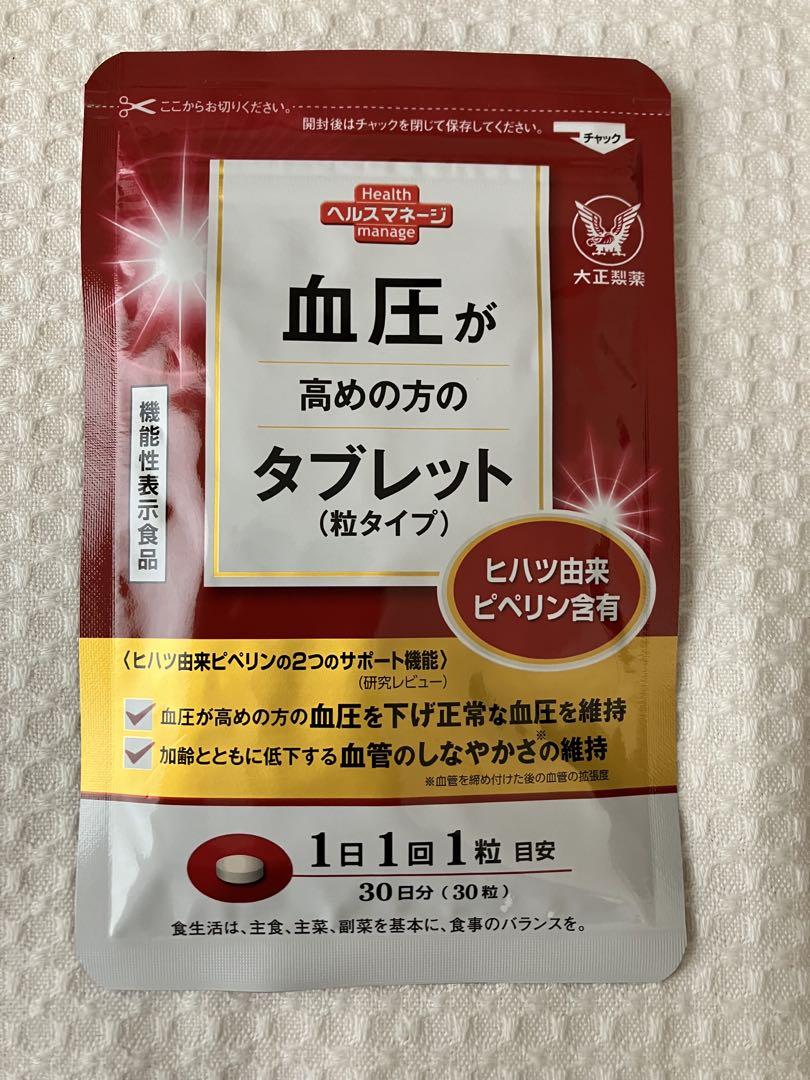 ここからお切りください。
開封後はチャックを閉じて保存してください。
チャック
Health
ヘルスマネージ
manage
大正製薬
血圧が
高めの方の
タブレット
(粒タイプ)
機能性表示食品
ヒハツ由来
ピペリン含有
〈ヒハツ由来ピペリンの2つのサポート機能〉
(研究レビュー)
血圧が高めの方の血圧を下げ正常な血圧を維持
加齢とともに低下する血管のしなやかさ※の維持
※血管を締め付けた後の血管の拡張度
1日1回1粒 目安
30日分(30粒)
食生活は、主食、主菜、副菜を基本に、食事のバランスを。